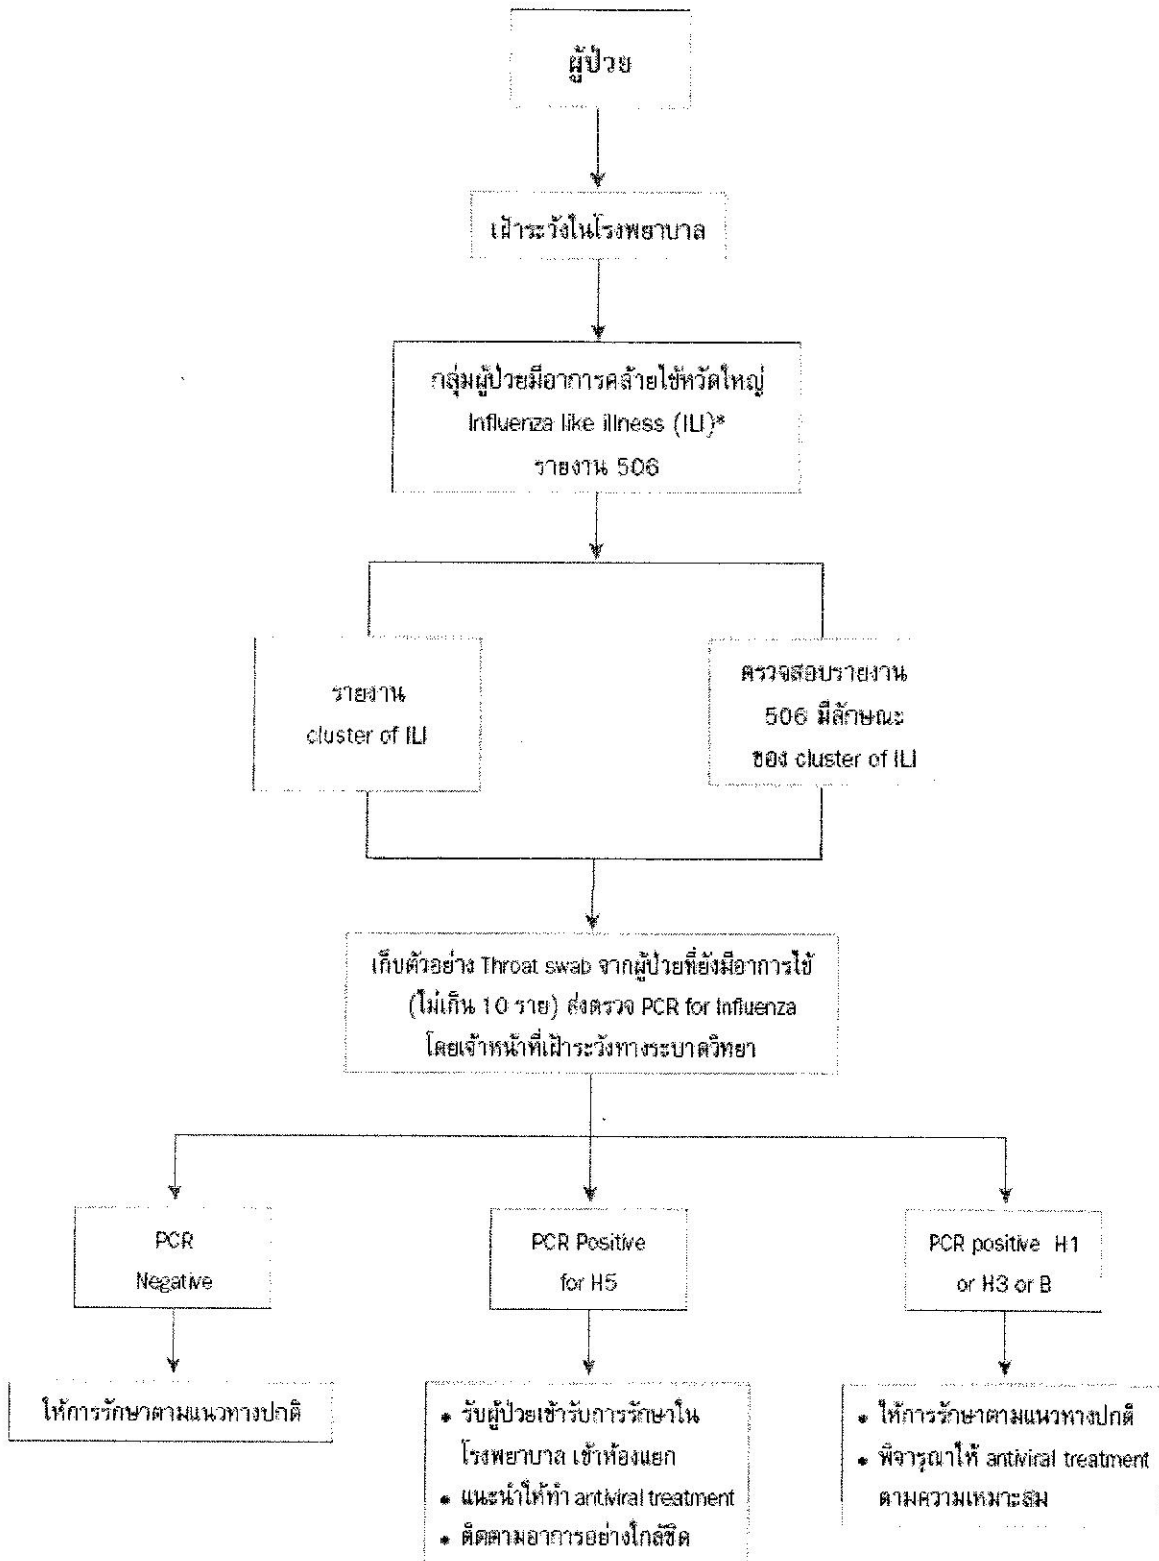 ผู้ป่วย
เฝ้าระวังในโรงพยาบาล
กลุ่มผู้ป่วยมีอาการคล้ายไข้หวัดใหญ่
Influenza like illness (ILI)*
รายงาน 506
รายงาน
cluster of ILI
ตรวจสอบรายงาน
506 มีลักษณะ
ของ cluster of ILI
เก็บตัวอย่าง Throat swab จากผู้ป่วยที่ยังมีอาการไข้
(ไม่เกิน 10 ราย) ส่งตรวจ PCR for Influenza
โดยเจ้าหน้าที่เฝ้าระวังทางระบาดวิทยา
PCR
Negative
PCR Positive
for H5
PCR positive H1
or H3 or B
ให้การรักษาตามแนวทางปกติ
• รับผู้ป่วยเข้ารับการรักษาใน
โรงพยาบาล เข้าห้องแยก
• แนะนำให้ทำ antiviral treatment
• ติดตามอาการอย่างใกล้ชิด
• ให้การรักษาตามแนวทางปกติ
• พิจารุณาให้ antiviral treatment
ตามความเหมาะสม